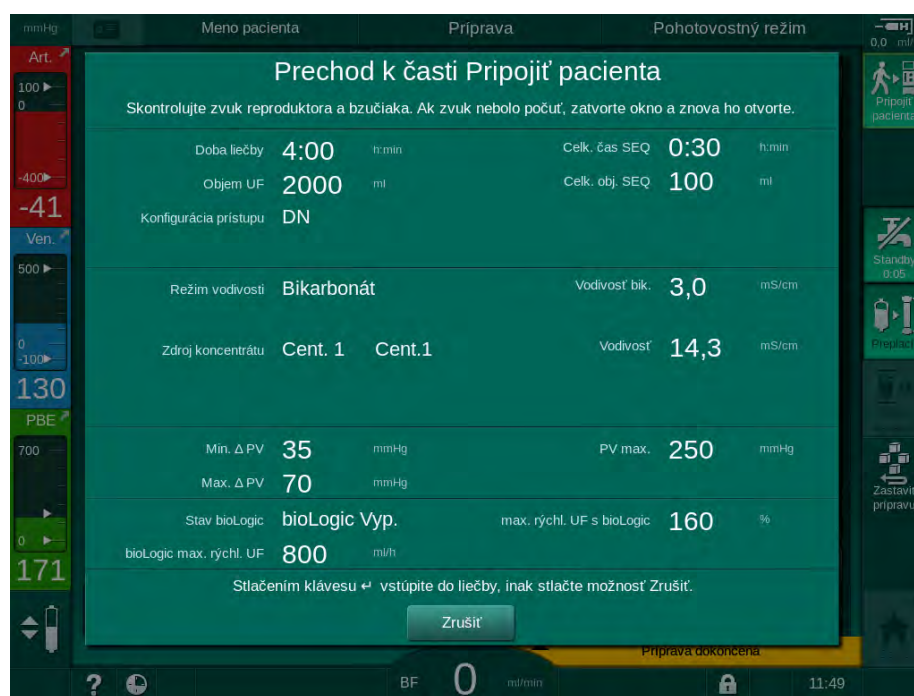 mmHg Meno pacienta Príprava Pohotovostný režim 0,0 ml/
Art.
100
0
-400
-41
Ven.
500
0
-100
130
PBE
700
0
171
Prechod k časti Pripojiť pacienta
Skontrolujte zvuk reproduktora a bzučiaka. Ak zvuk nebolo počuť, zatvorte okno a znova ho otvorte.
Doba liečby 4:00 h:min Celk. čas SEQ 0:30 h:min
Objem UF 2000 ml Celk. obj. SEQ 100 ml
Konfigurácia prístupu DN
Režim vodivosti Bikarbonát Vodivosť bik. 3,0 mS/cm
Zdroj koncentrátu Cent. 1 Cent.1 Vodivosť 14,3 mS/cm
Min. Δ PV 35 mmHg PV max. 250 mmHg
Max. Δ PV 70 mmHg
Stav bioLogic bioLogic Vyp. max. rýchl. UF s bioLogic 160 %
bioLogic max. rýchl. UF 800 ml/h
Stlačením klávesu ↵ vstúpite do liečby, inak stlačte možnosť Zrušiť.
Zrušiť
Príprava dokončená
Pripojiť
pacienta
Standby
0:05
Zastaviť
prípravu
? BF 0 ml/min 11:49